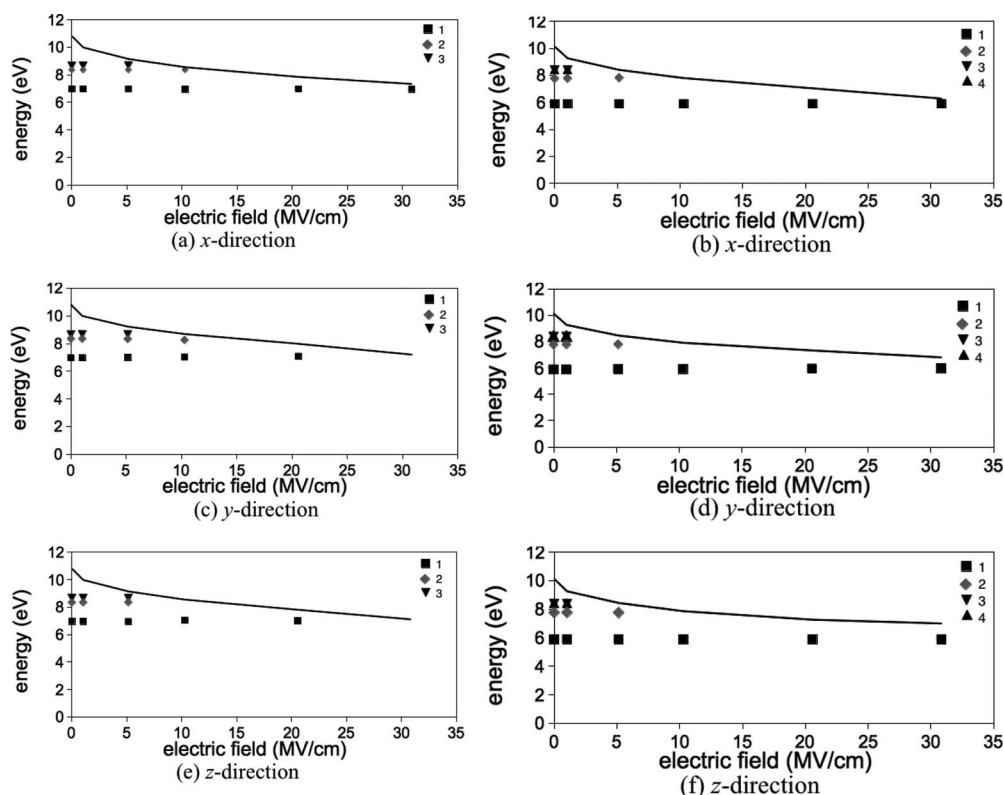 energy (eV)
12
10
8
6
4
2
0
0 5 10 15 20 25 30 35
1
2
3
electric field (MV/cm)
(a) x-direction
energy (eV)
12
10
8
6
4
2
0
0 5 10 15 20 25 30 35
1
2
3
4
electric field (MV/cm)
(b) x-direction
energy (eV)
12
10
8
6
4
2
0
0 5 10 15 20 25 30 35
1
2
3
electric field (MV/cm)
(c) y-direction
energy (eV)
12
10
8
6
4
2
0
0 5 10 15 20 25 30 35
1
2
3
4
electric field (MV/cm)
(d) y-direction
energy (eV)
12
10
8
6
4
2
0
0 5 10 15 20 25 30 35
1
2
3
electric field (MV/cm)
(e) z-direction
energy (eV)
12
10
8
6
4
2
0
0 5 10 15 20 25 30 35
1
2
3
4
electric field (MV/cm)
(f) z-direction